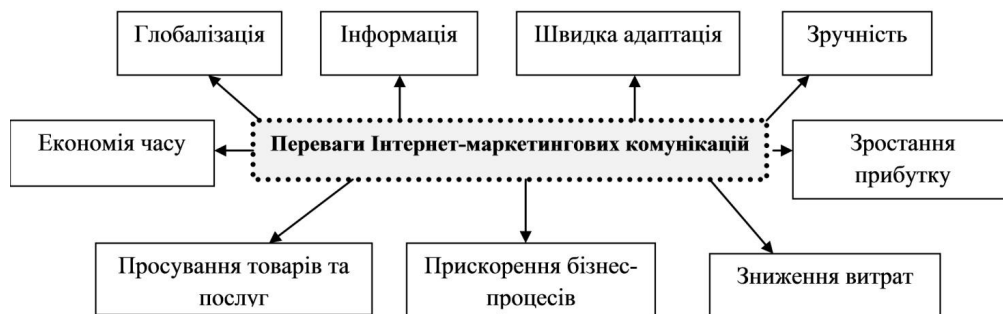 Глобалізація
Інформація
Швидка адаптація
Зручність
Економія часу
Переваги Інтернет-маркетингових комунікацій
Зростання
прибутку
Просування товарів та
послуг
Прискорення бізнес-
процесів
Зниження витрат